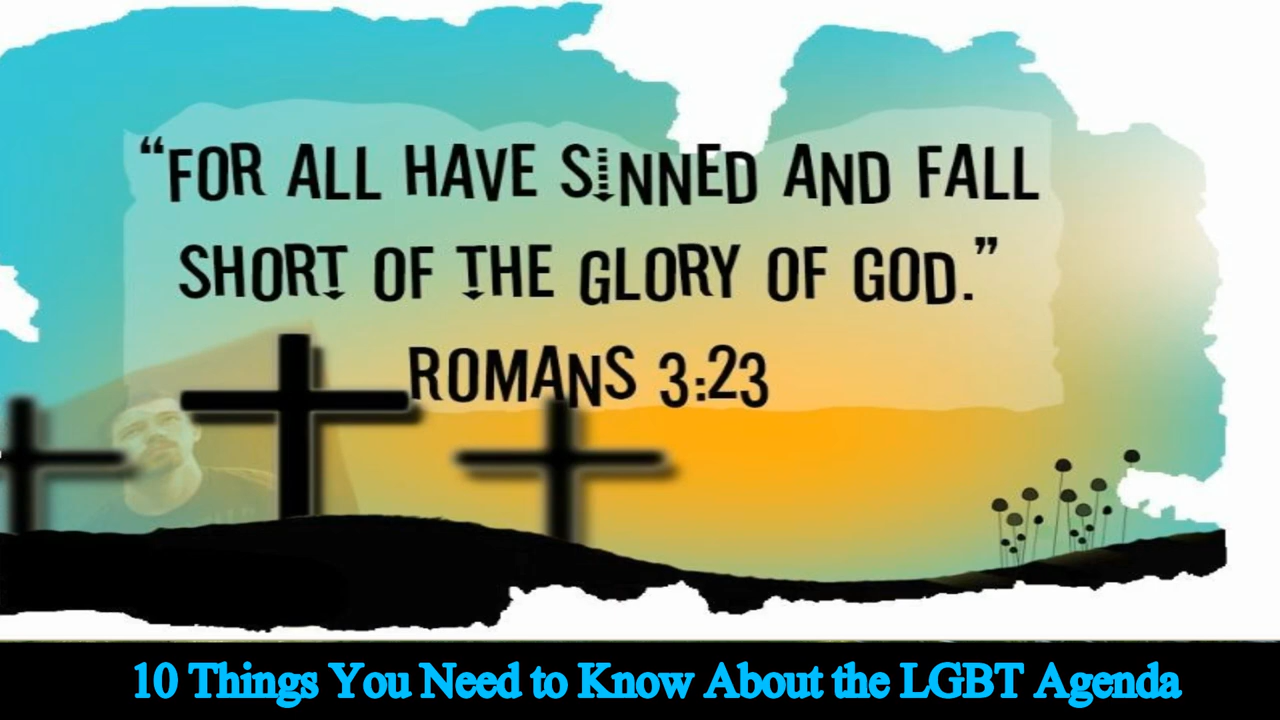 “FOR ALL HAVE SINNED AND FALL
SHORT OF THE GLORY OF GOD.”
ROMANS 3:23
10 Things You Need to Know About the LGBT Agenda